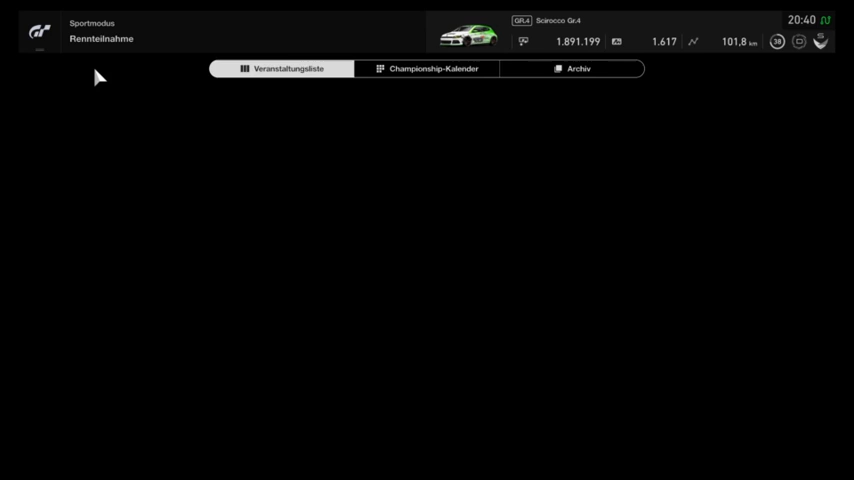 Sportmodus
Rennteilnahme
GR.4 Scirocco Gr.4
20:40
1.891.199
1.617
101,8 km
38
S
Veranstaltungsliste
Championship-Kalender
Archiv